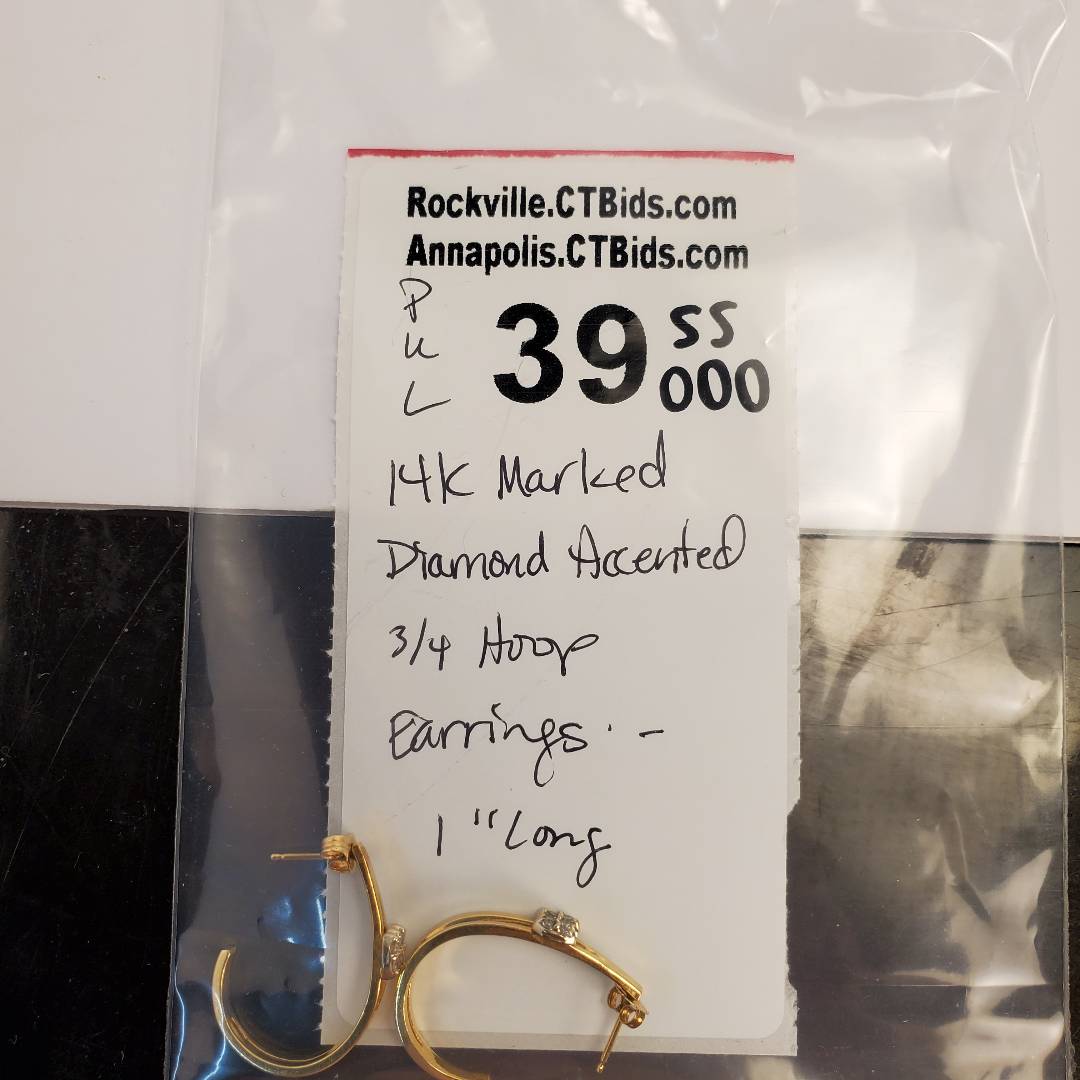 Rockville.CTBids.com
Annapolis.CTBids.com
PUL
39 SS
000
14k Marked
Diamond Accented
3/4 Hoop
Earrings. -
1" Long